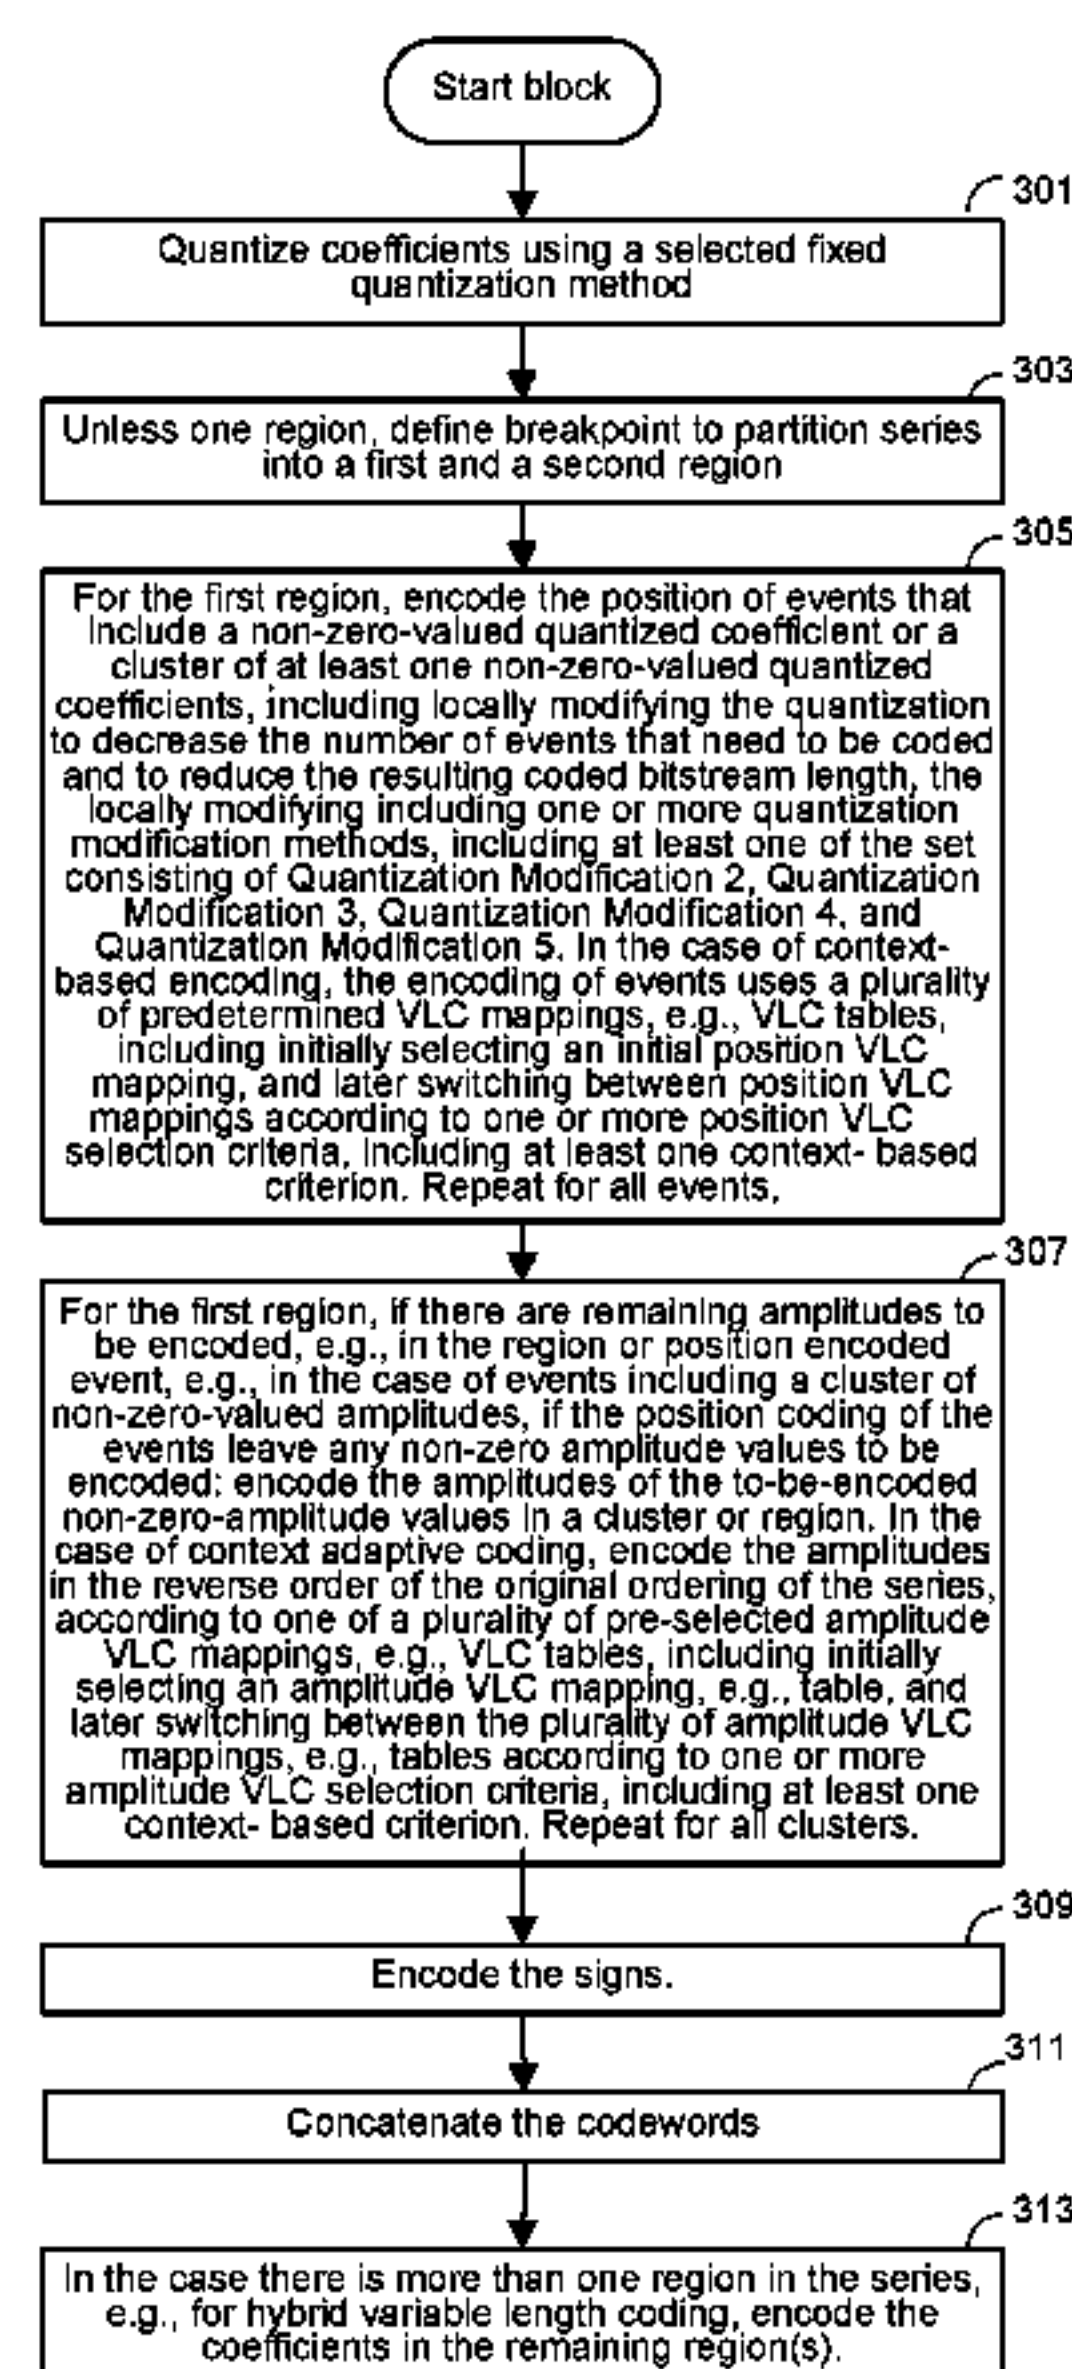 Start block
301
Quantize coefficients using a selected fixed
quantization method
303
Unless one region, define breakpoint to partition series
into a first and a second region
305
For the first region, encode the position of events that
include a non-zero-valued quantized coefficient or a
cluster of at least one non-zero-valued quantized
coefficients, including locally modifying the quantization
to decrease the number of events that need to be coded
and to reduce the resulting coded bitstream length, the
locally modifying including one or more quantization
modification methods, including at least one of the set
consisting of Quantization Modification 2, Quantization
Modification 3, Quantization Modification 4, and
Quantization Modification 5. In the case of context-
based encoding, the encoding of events uses a plurality
of predetermined VLC mappings, e.g., VLC tables,
including initially selecting an initial position VLC
mapping, and later switching between position VLC
mappings according to one or more position VLC
selection criteria, including at least one context- based
criterion. Repeat for all events.
307
For the first region, if there are remaining amplitudes to
be encoded, e.g., in the region or position encoded
event, e.g., in the case of events including a cluster of
non-zero-valued amplitudes, if the position coding of the
events leave any non-zero amplitude values to be
encoded: encode the amplitudes of the to-be-encoded
non-zero-amplitude values in a cluster or region. In the
case of context adaptive coding, encode the amplitudes
in the reverse order of the original ordering of the series,
according to one of a plurality of pre-selected amplitude
VLC mappings, e.g., VLC tables, including initially
selecting an amplitude VLC mapping, e.g., table, and
later switching between the plurality of amplitude VLC
mappings, e.g., tables according to one or more
amplitude VLC selection criteria, including at least one
context- based criterion. Repeat for all clusters.
309
Encode the signs.
311
Concatenate the codewords
313
In the case there is more than one region in the series,
e.g., for hybrid variable length coding, encode the
coefficients in the remaining region(s).